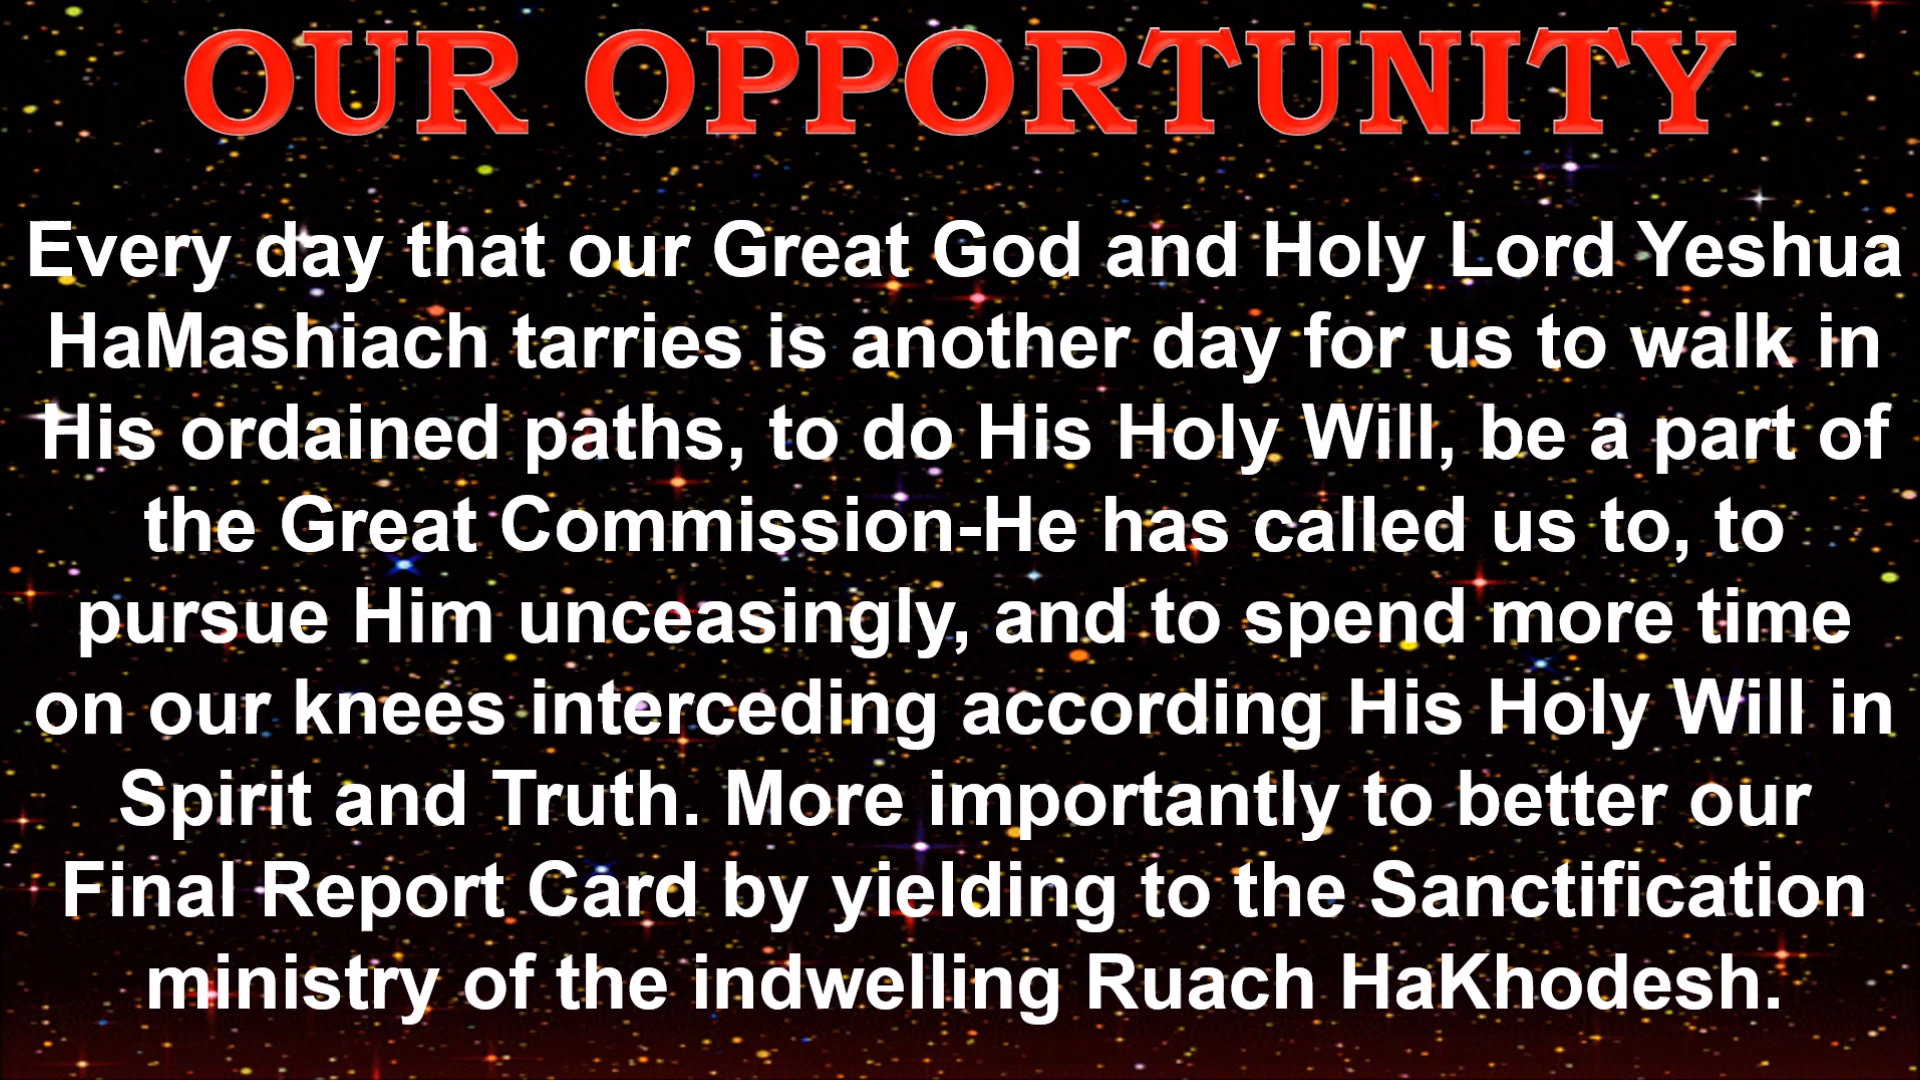 OUR OPPORTUNITY
Every day that our Great God and Holy Lord Yeshua
HaMashiach tarries is another day for us to walk in
His ordained paths, to do His Holy Will, be a part of
the Great Commission-He has called us to, to
pursue Him unceasingly, and to spend more time
on our knees interceding according His Holy Will in
Spirit and Truth. More importantly to better our
Final Report Card by yielding to the Sanctification
ministry of the indwelling Ruach HaKhodesh.